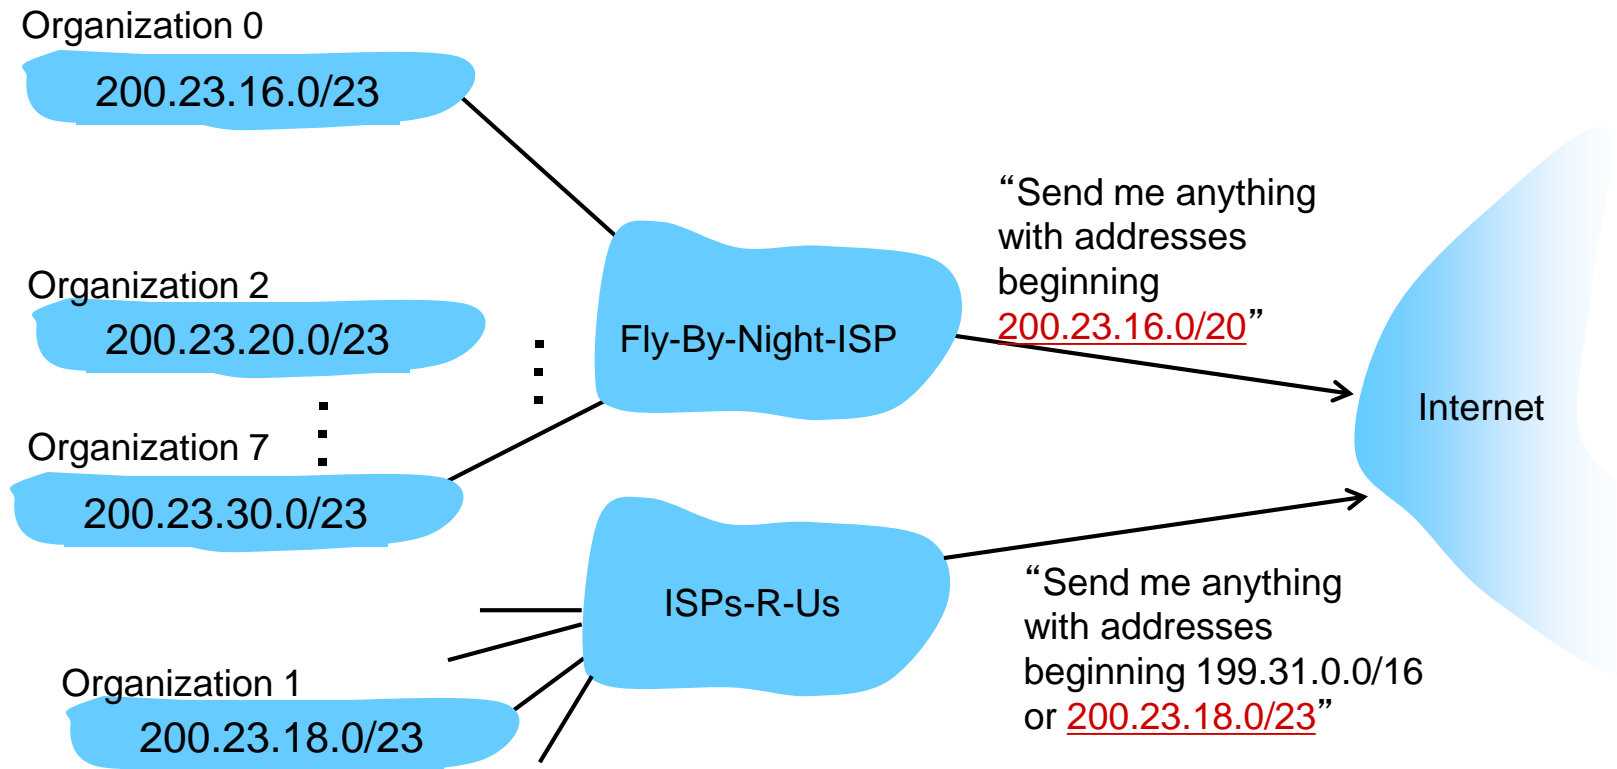 Organization 0
200.23.16.0/23
Organization 2
200.23.20.0/23
Organization 7
200.23.30.0/23
Fly-By-Night-ISP
“Send me anything
with addresses
beginning
200.23.16.0/20”
Internet
ISPs-R-Us
“Send me anything
with addresses
beginning 199.31.0.0/16
or 200.23.18.0/23”
Organization 1
200.23.18.0/23